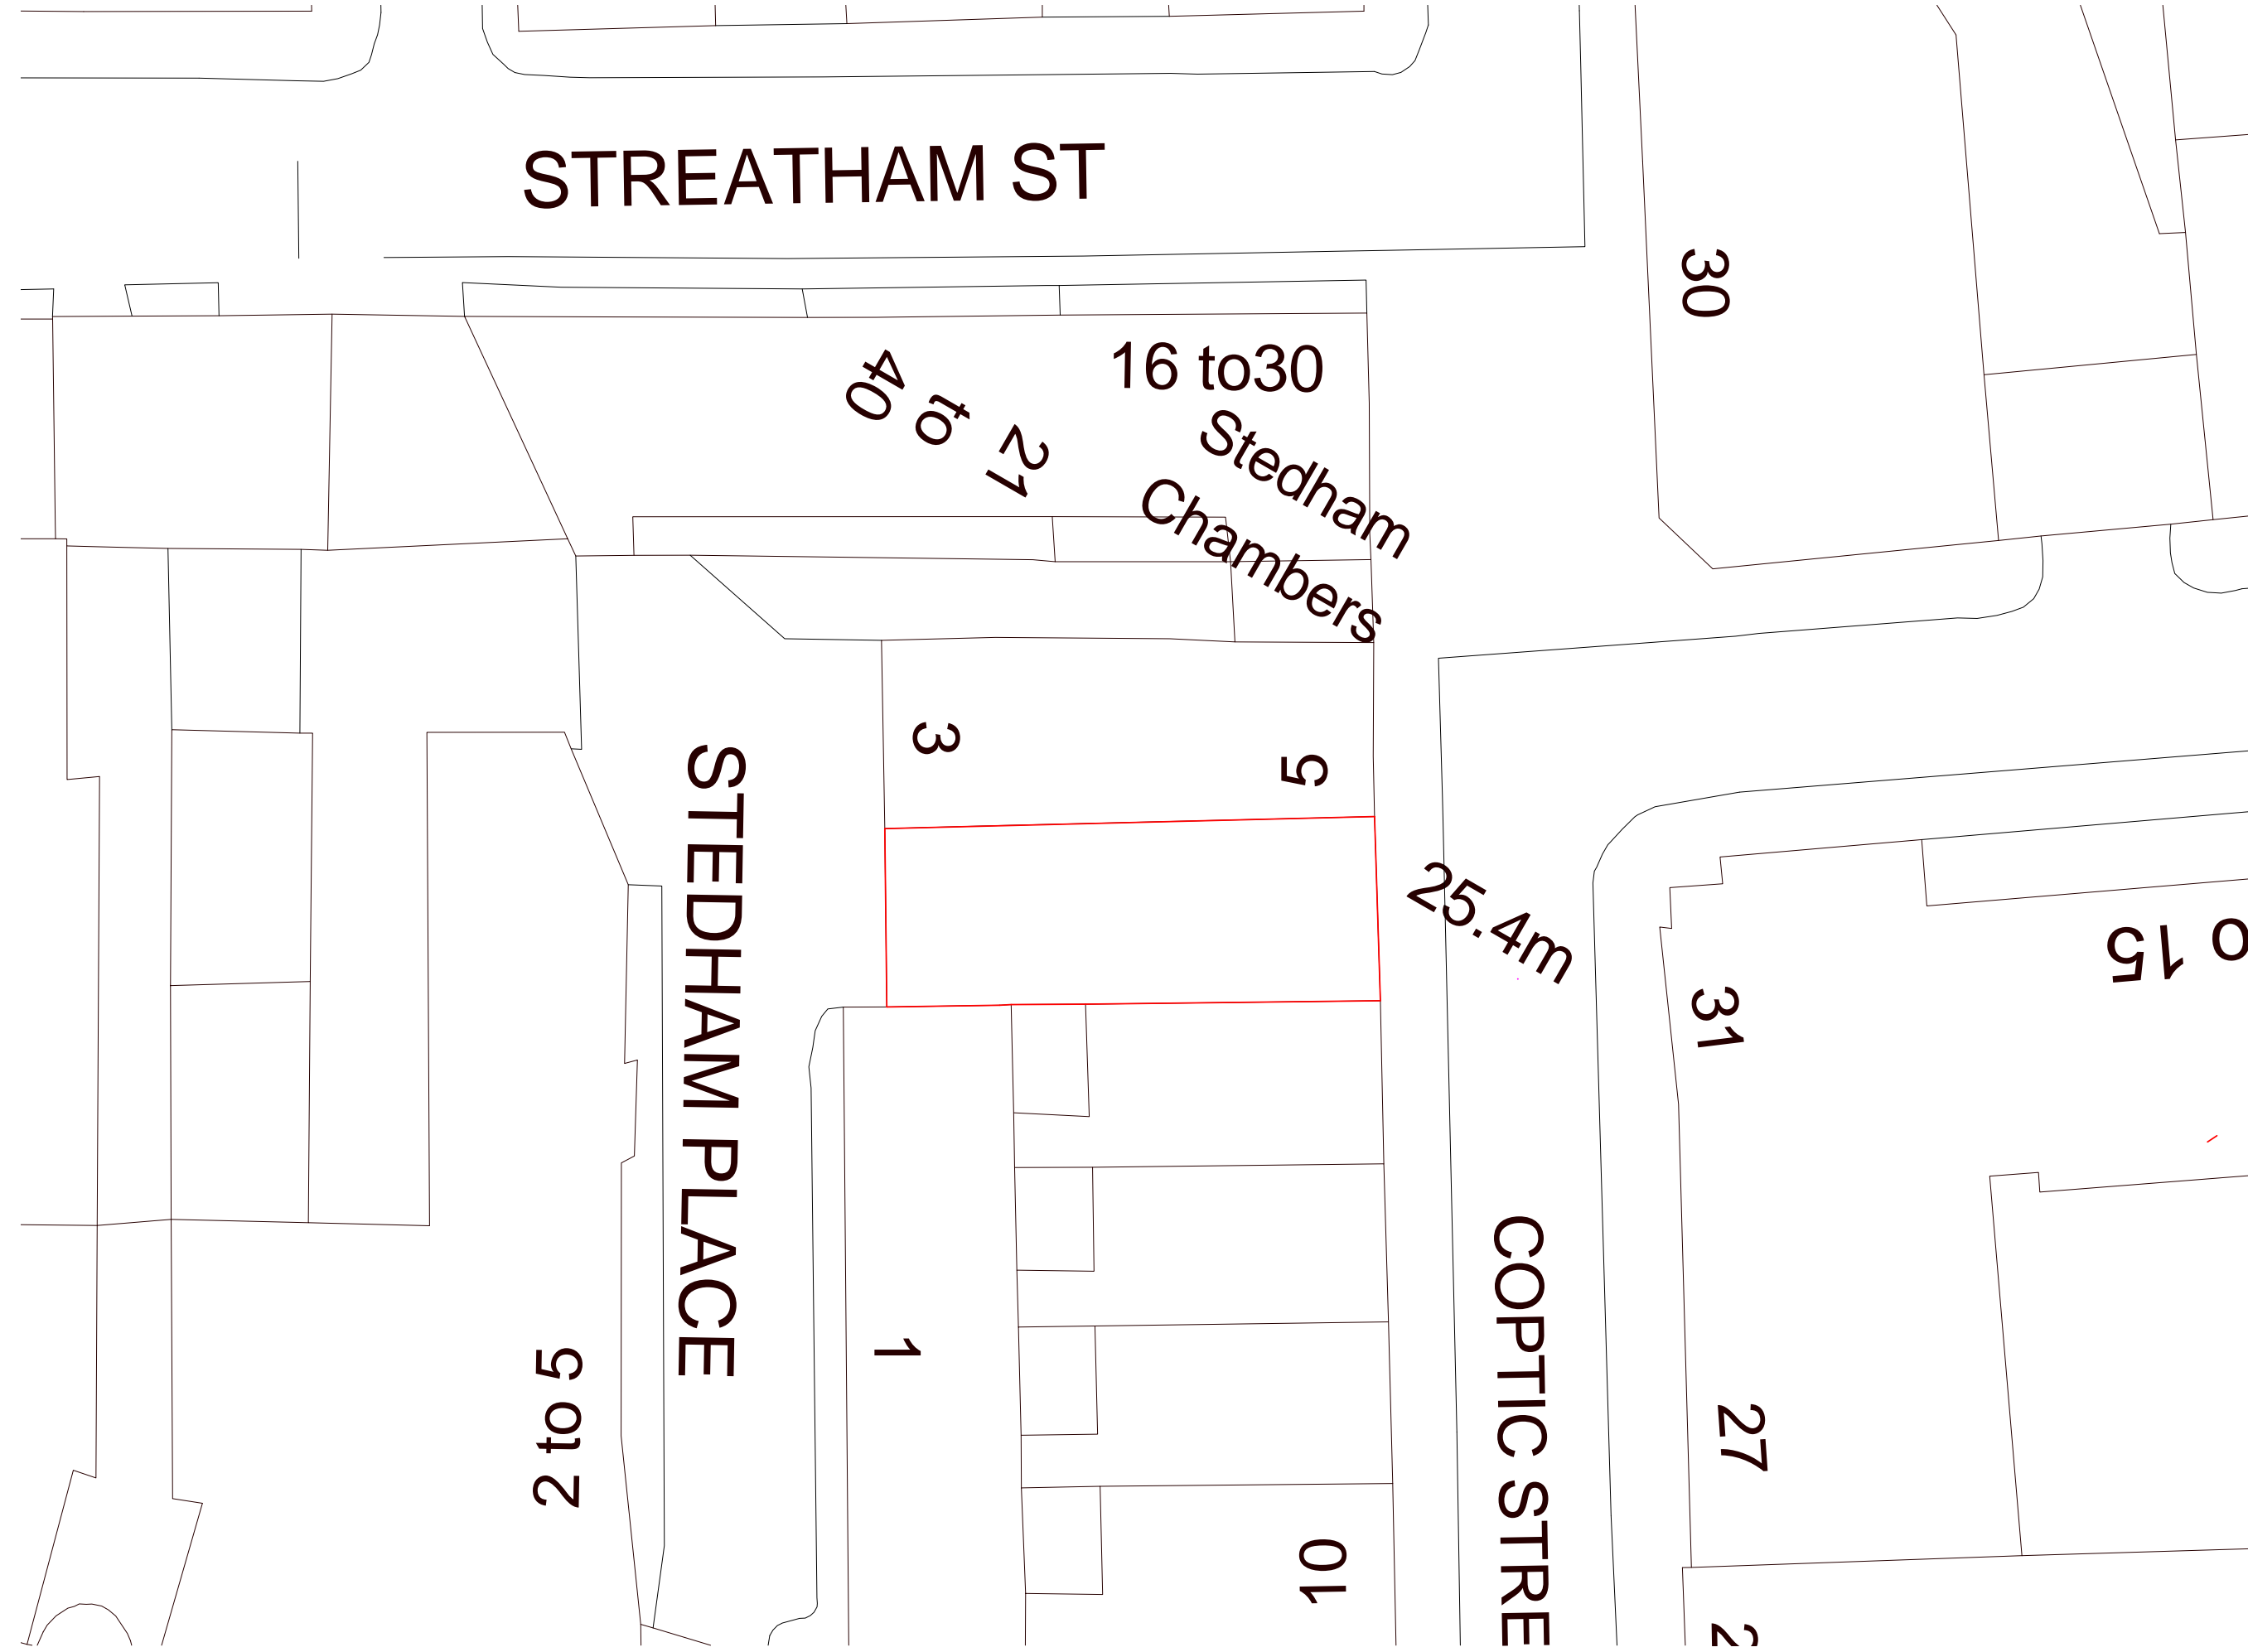 STREATHAM ST
30
16 to30
21 to 40
Stedham
Chambers
3
5
STEDHAM PLACE
25.4m
o 15
31
COPTIC STRE
1
2 to 5
27
10
2